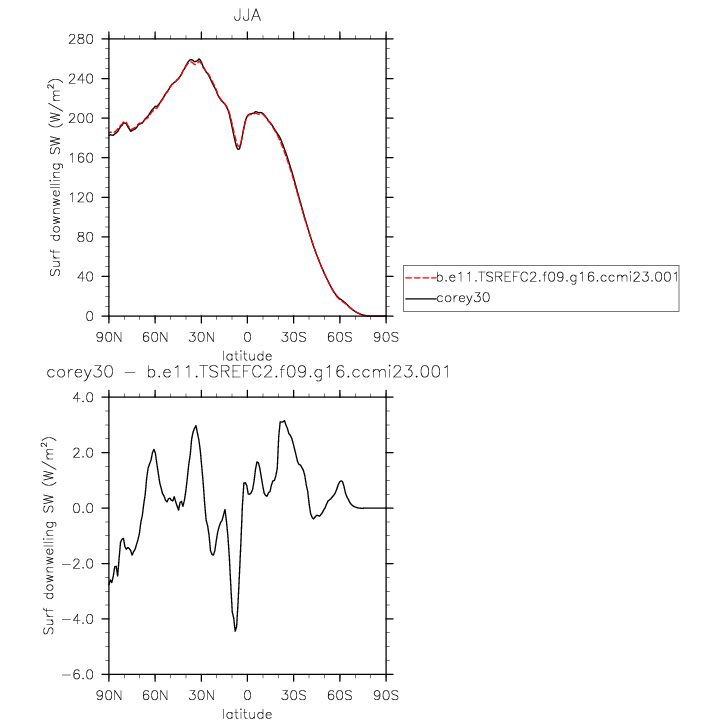 JJA
Surf downwelling SW (W/m²)
280
240
200
160
120
80
40
0
90N 60N 30N 0 30S 60S 90S
latitude
b.e11.TSREFC2.f09.g16.ccmi23.001
corey30
corey30 − b.e11.TSREFC2.f09.g16.ccmi23.001
Surf downwelling SW (W/m²)
4.0
2.0
0.0
−2.0
−4.0
−6.0
90N 60N 30N 0 30S 60S 90S
latitude